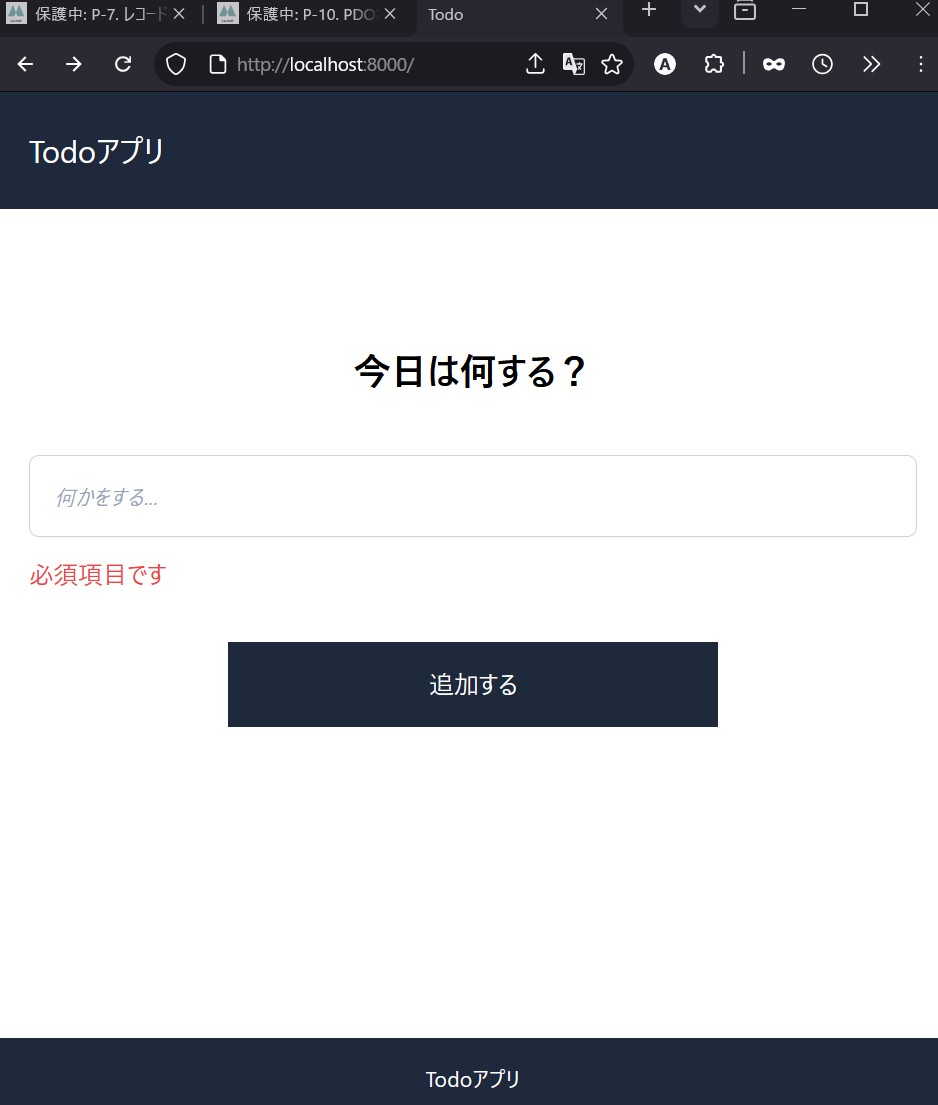 保護中: P-7. レコード
保護中: P-10. PDO
Todo
http://localhost:8000/
Todoアプリ
今日は何する？
何かをする...
必須項目です
追加する
Todoアプリ